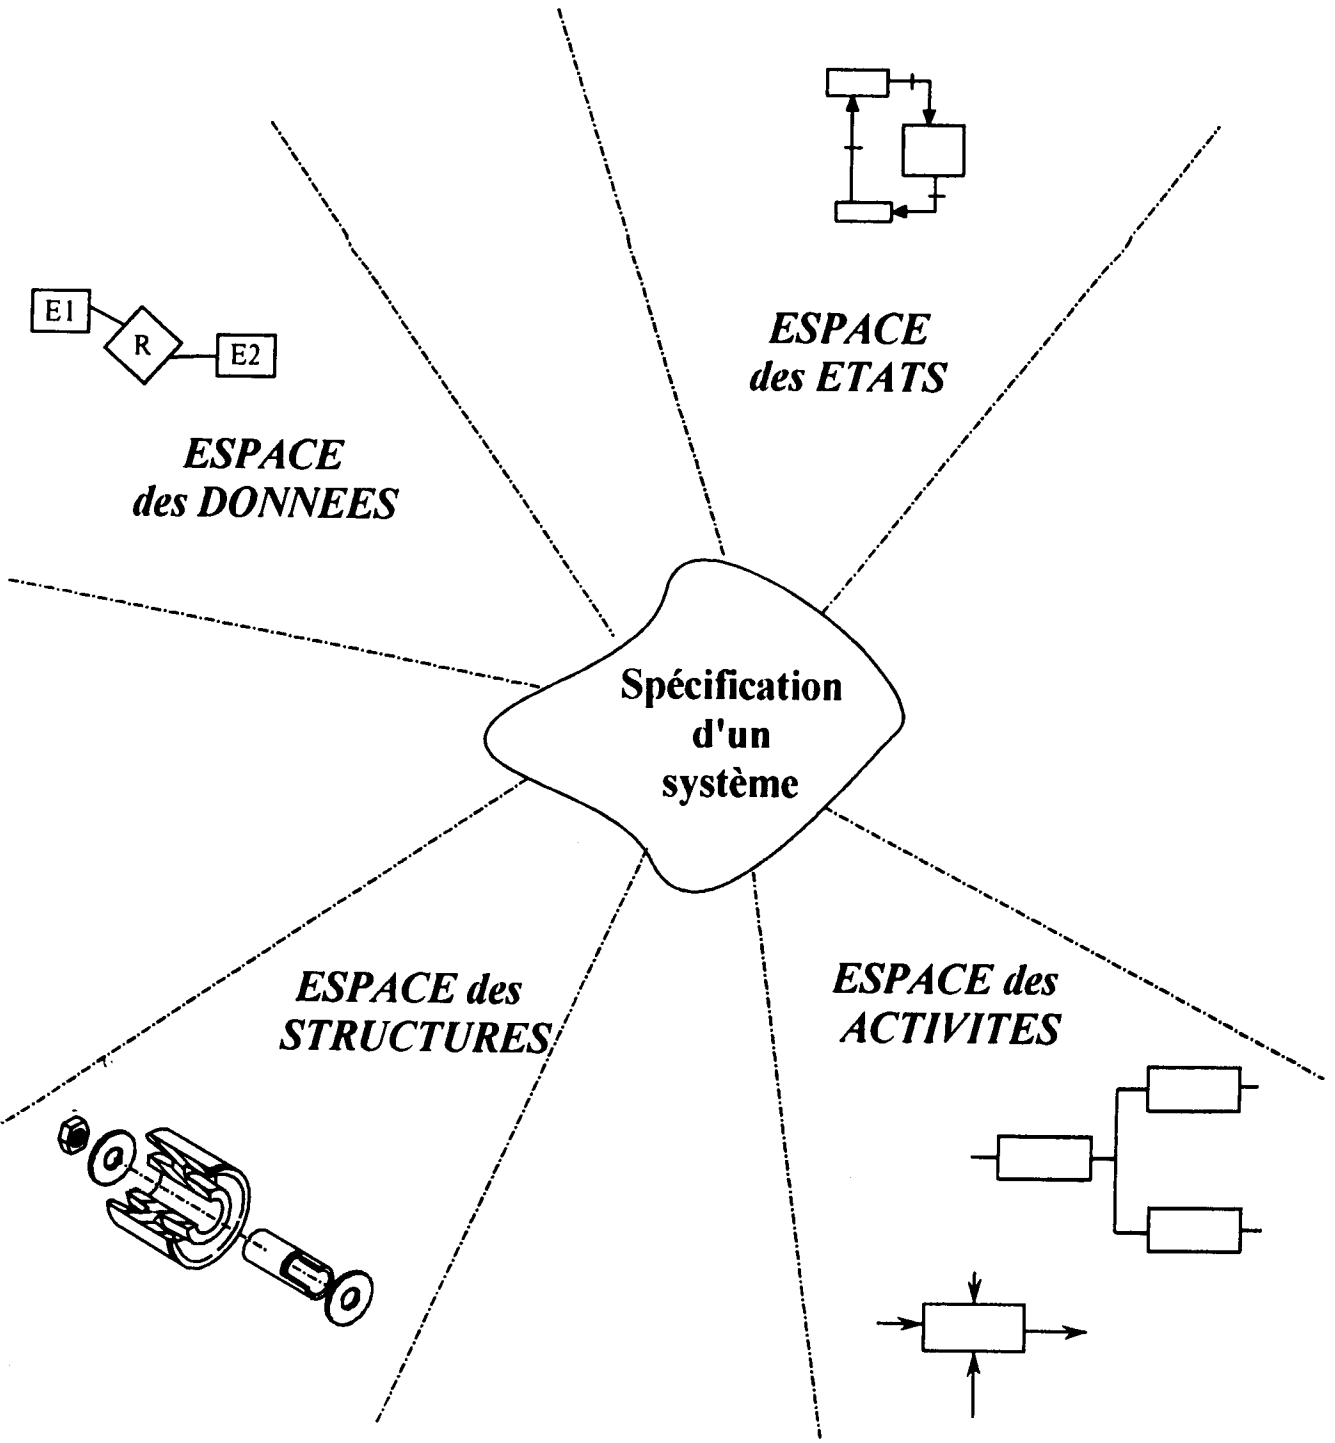 ESPACE
des ETATS
E1
R
E2
ESPACE
des DONNEES
Spécification
d'un
système
ESPACE des
STRUCTURES
ESPACE des
ACTIVITES